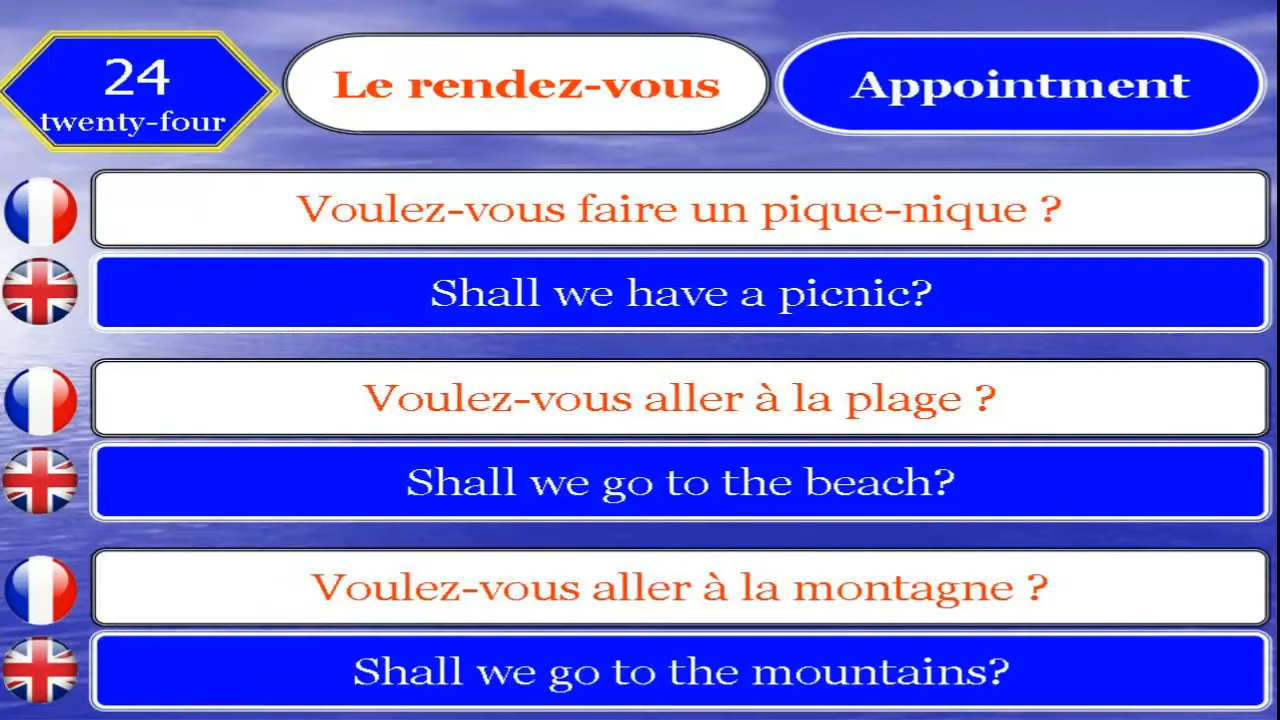 24
twenty-four
Le rendez-vous
Appointment
Voulez-vous faire un pique-nique ?
Shall we have a picnic?
Voulez-vous aller à la plage ?
Shall we go to the beach?
Voulez-vous aller à la montagne ?
Shall we go to the mountains?